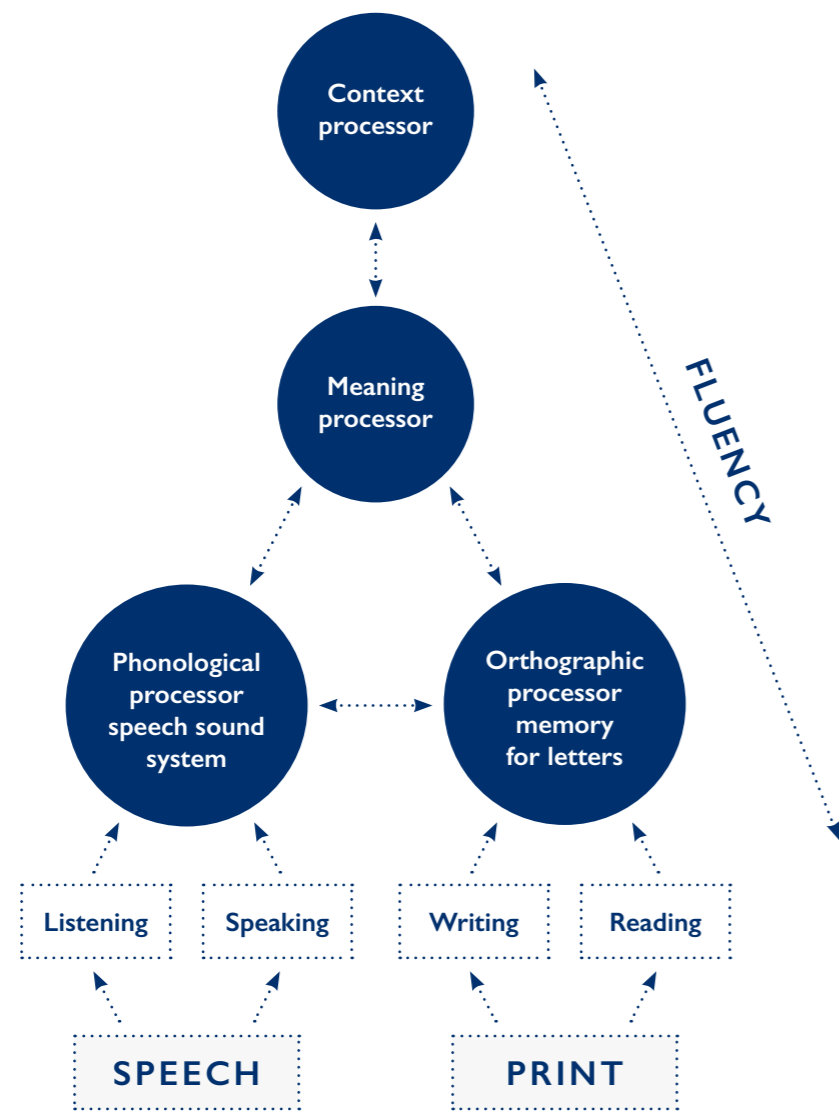 Context
processor
Meaning
processor
FLUENCY
Phonological
processor
speech sound
system
Orthographic
processor
memory
for letters
Listening
Speaking
Writing
Reading
SPEECH
PRINT